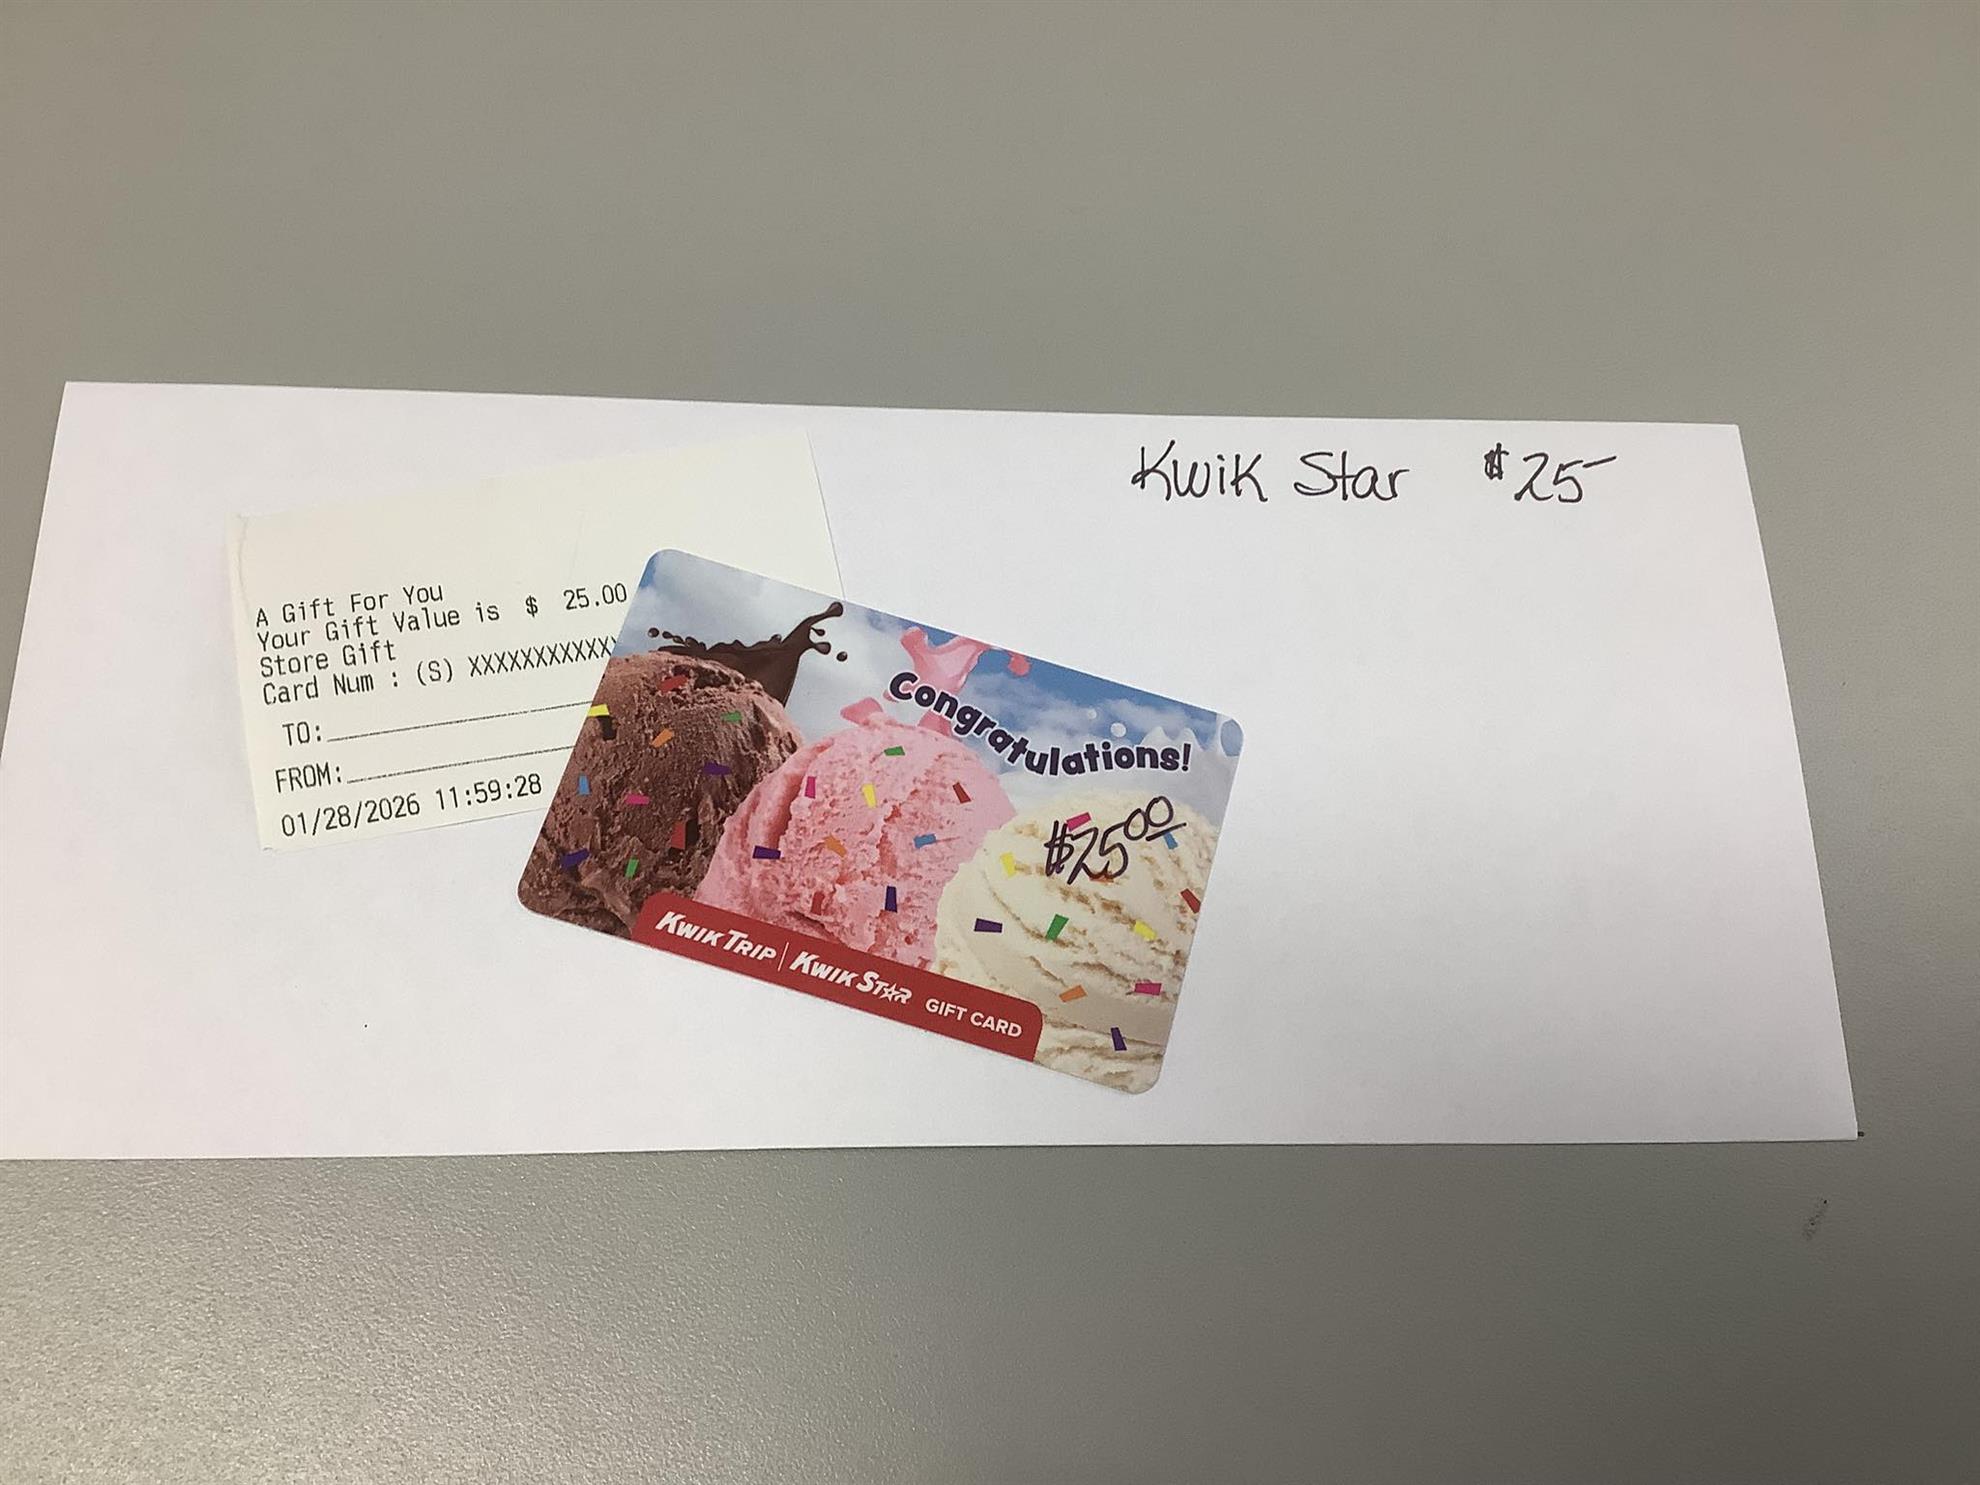 Kwik Star $25
A Gift For You
Your Gift Value is $ 25.00
Store Gift
Card Num : (S) XXXXXXXXXXXX
TO:
FROM:
01/28/2026 11:59:28
Congratulations!
$25.00
KWIK TRIP | KWIK STAR GIFT CARD